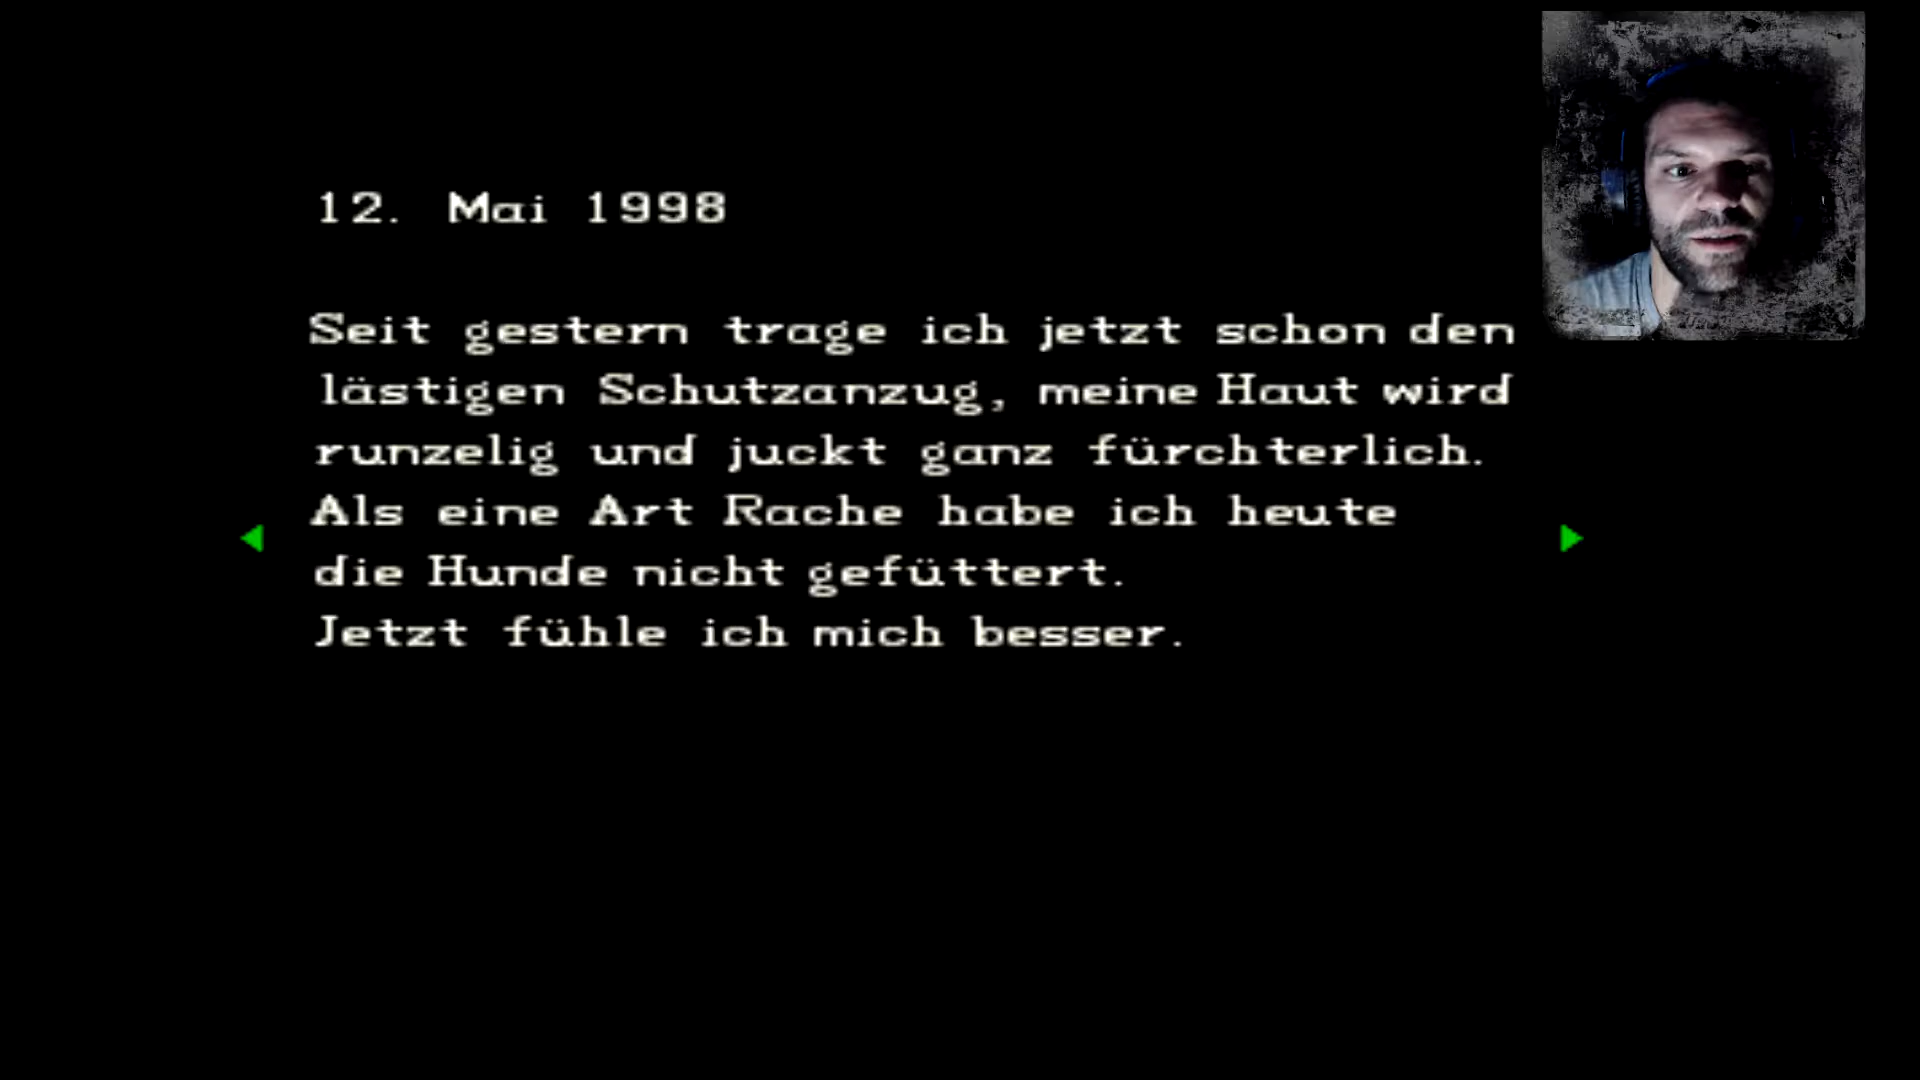 12. Mai 1998
Seit gestern trage ich jetzt schon den
lästigen Schutzanzug, meine Haut wird
runzelig und juckt ganz fürchterlich.
Als eine Art Rache habe ich heute
die Hunde nicht gefüttert.
Jetzt fühle ich mich besser.